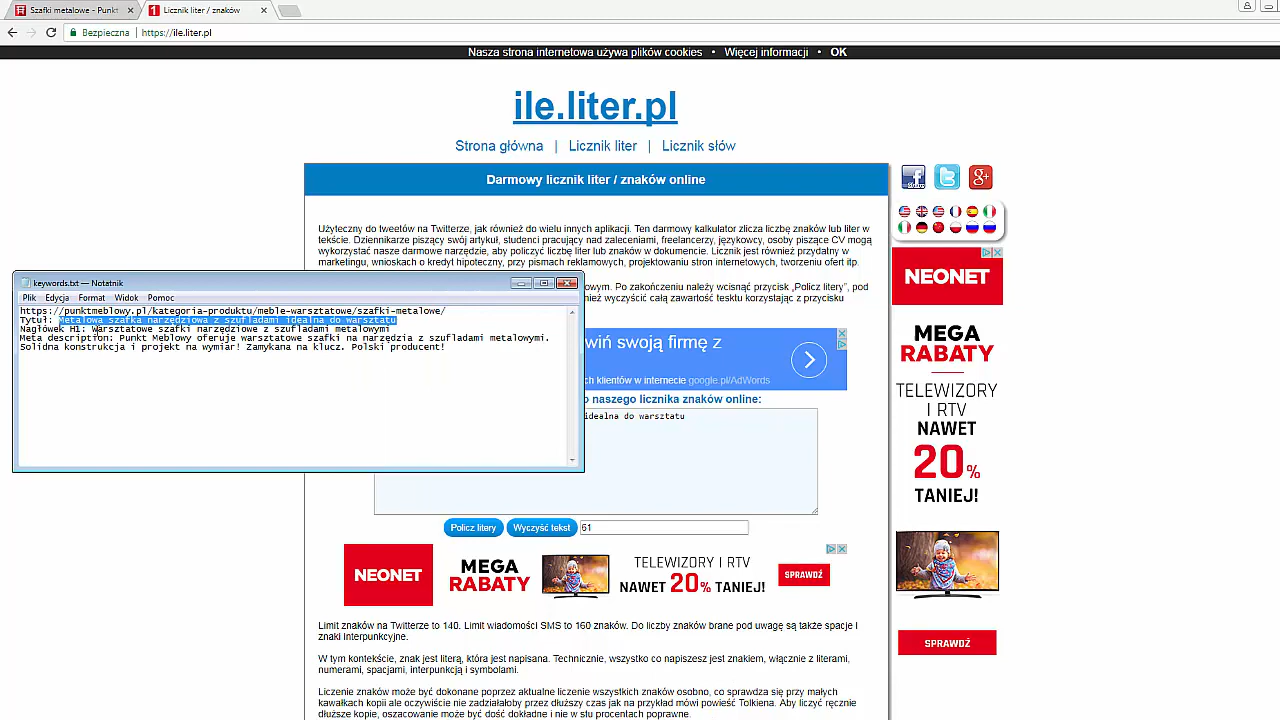 Szafki metalowe - Punkt
Licznik liter / znaków
Bezpieczna
https://ile.liter.pl
Nasza strona internetowa używa plików cookies • Więcej informacji • OK
ile.liter.pl
Strona główna | Licznik liter | Licznik słów
Darmowy licznik liter / znaków online
Użyteczny do tweetów na Twitterze, jak również do wielu innych aplikacji. Ten darmowy kalkulator zlicza liczbę znaków lub liter w
tekście. Dziennikarze piszący swój artykuł, studenci pracujący nad zaleceniami, freelancerzy, językowcy, osoby piszące CV mogą
wykorzystać nasze darmowe narzędzie, aby policzyć liczbę liter lub znaków w dokumencie. Licznik jest również przydatny w
marketingu, wnioskach o kredyt hipoteczny, przy pismach reklamowych, projektowaniu stron internetowych, tworzeniu ofert itp.
owym. Po zakończeniu należy wcisnąć przycisk „Policz litery”, pod
nież wyczyścić całą zawartość tesktu korzystając z przycisku
keywords.txt — Notatnik
Plik Edycja Format Widok Pomoc
https://punktmeblowy.pl/kategoria-produktu/meble-warsztatowe/szafki-metalowe/
Tytuł: Metalowa szafka narzędziowa z szufladami idealna do warsztatu
Nagłówek H1: Warsztatowe szafki narzędziowe z szufladami metalowymi
Meta description: Punkt Meblowy oferuje warsztatowe szafki na narzędzia z szufladami metalowymi.
Solidna konstrukcja i projekt na wymiar! Zamykana na klucz. Polski producent!
wiń swoją firmę z
ch klientów w internecie google.pl/AdWords
o naszego licznika znaków online:
idealna do warsztatu
Policz litery
Wyczyść tekst
61
NEONET
MEGA
RABATY
TELEWIZORY I RTV
NAWET 20% TANIEJ!
SPRAWDŹ
Limit znaków na Twitterze to 140. Limit wiadomości SMS to 160 znaków. Do liczby znaków brane pod uwagę są także spacje I
znaki Interpunkcyjne.
W tym kontekście, znak jest literą, która jest napisana. Technicznie, wszystko co napiszesz jest znakiem, włącznie z literami,
numerami, spacjami, interpunkcją i symbolami.
Liczenie znaków może być dokonane poprzez aktualne liczenie wszystkich znaków osobno, co sprawdza się przy małych
kawałkach kopii ale oczywiście nie zadziałałoby przez dłuższy czas jak na przykład mówi powieść Tolkiena. Aby liczyć ręcznie
dłuższe kopie, oszacowanie może być dość dokładne i nie w stu procentach poprawne.
NEONET
MEGA
RABATY
TELEWIZORY
I RTV
NAWET
20%
TANIEJ!
SPRAWDŹ